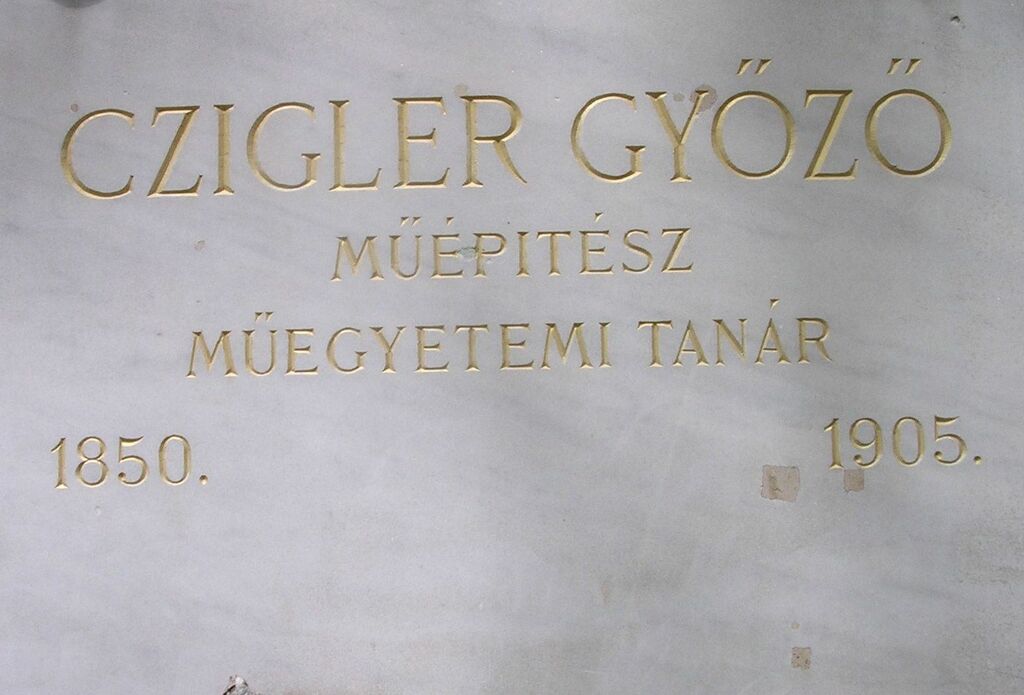 CZIGLER GYŐZŐ
MŰÉPITÉSZ
MŰEGYETEMI TANÁR
1850. 1905.